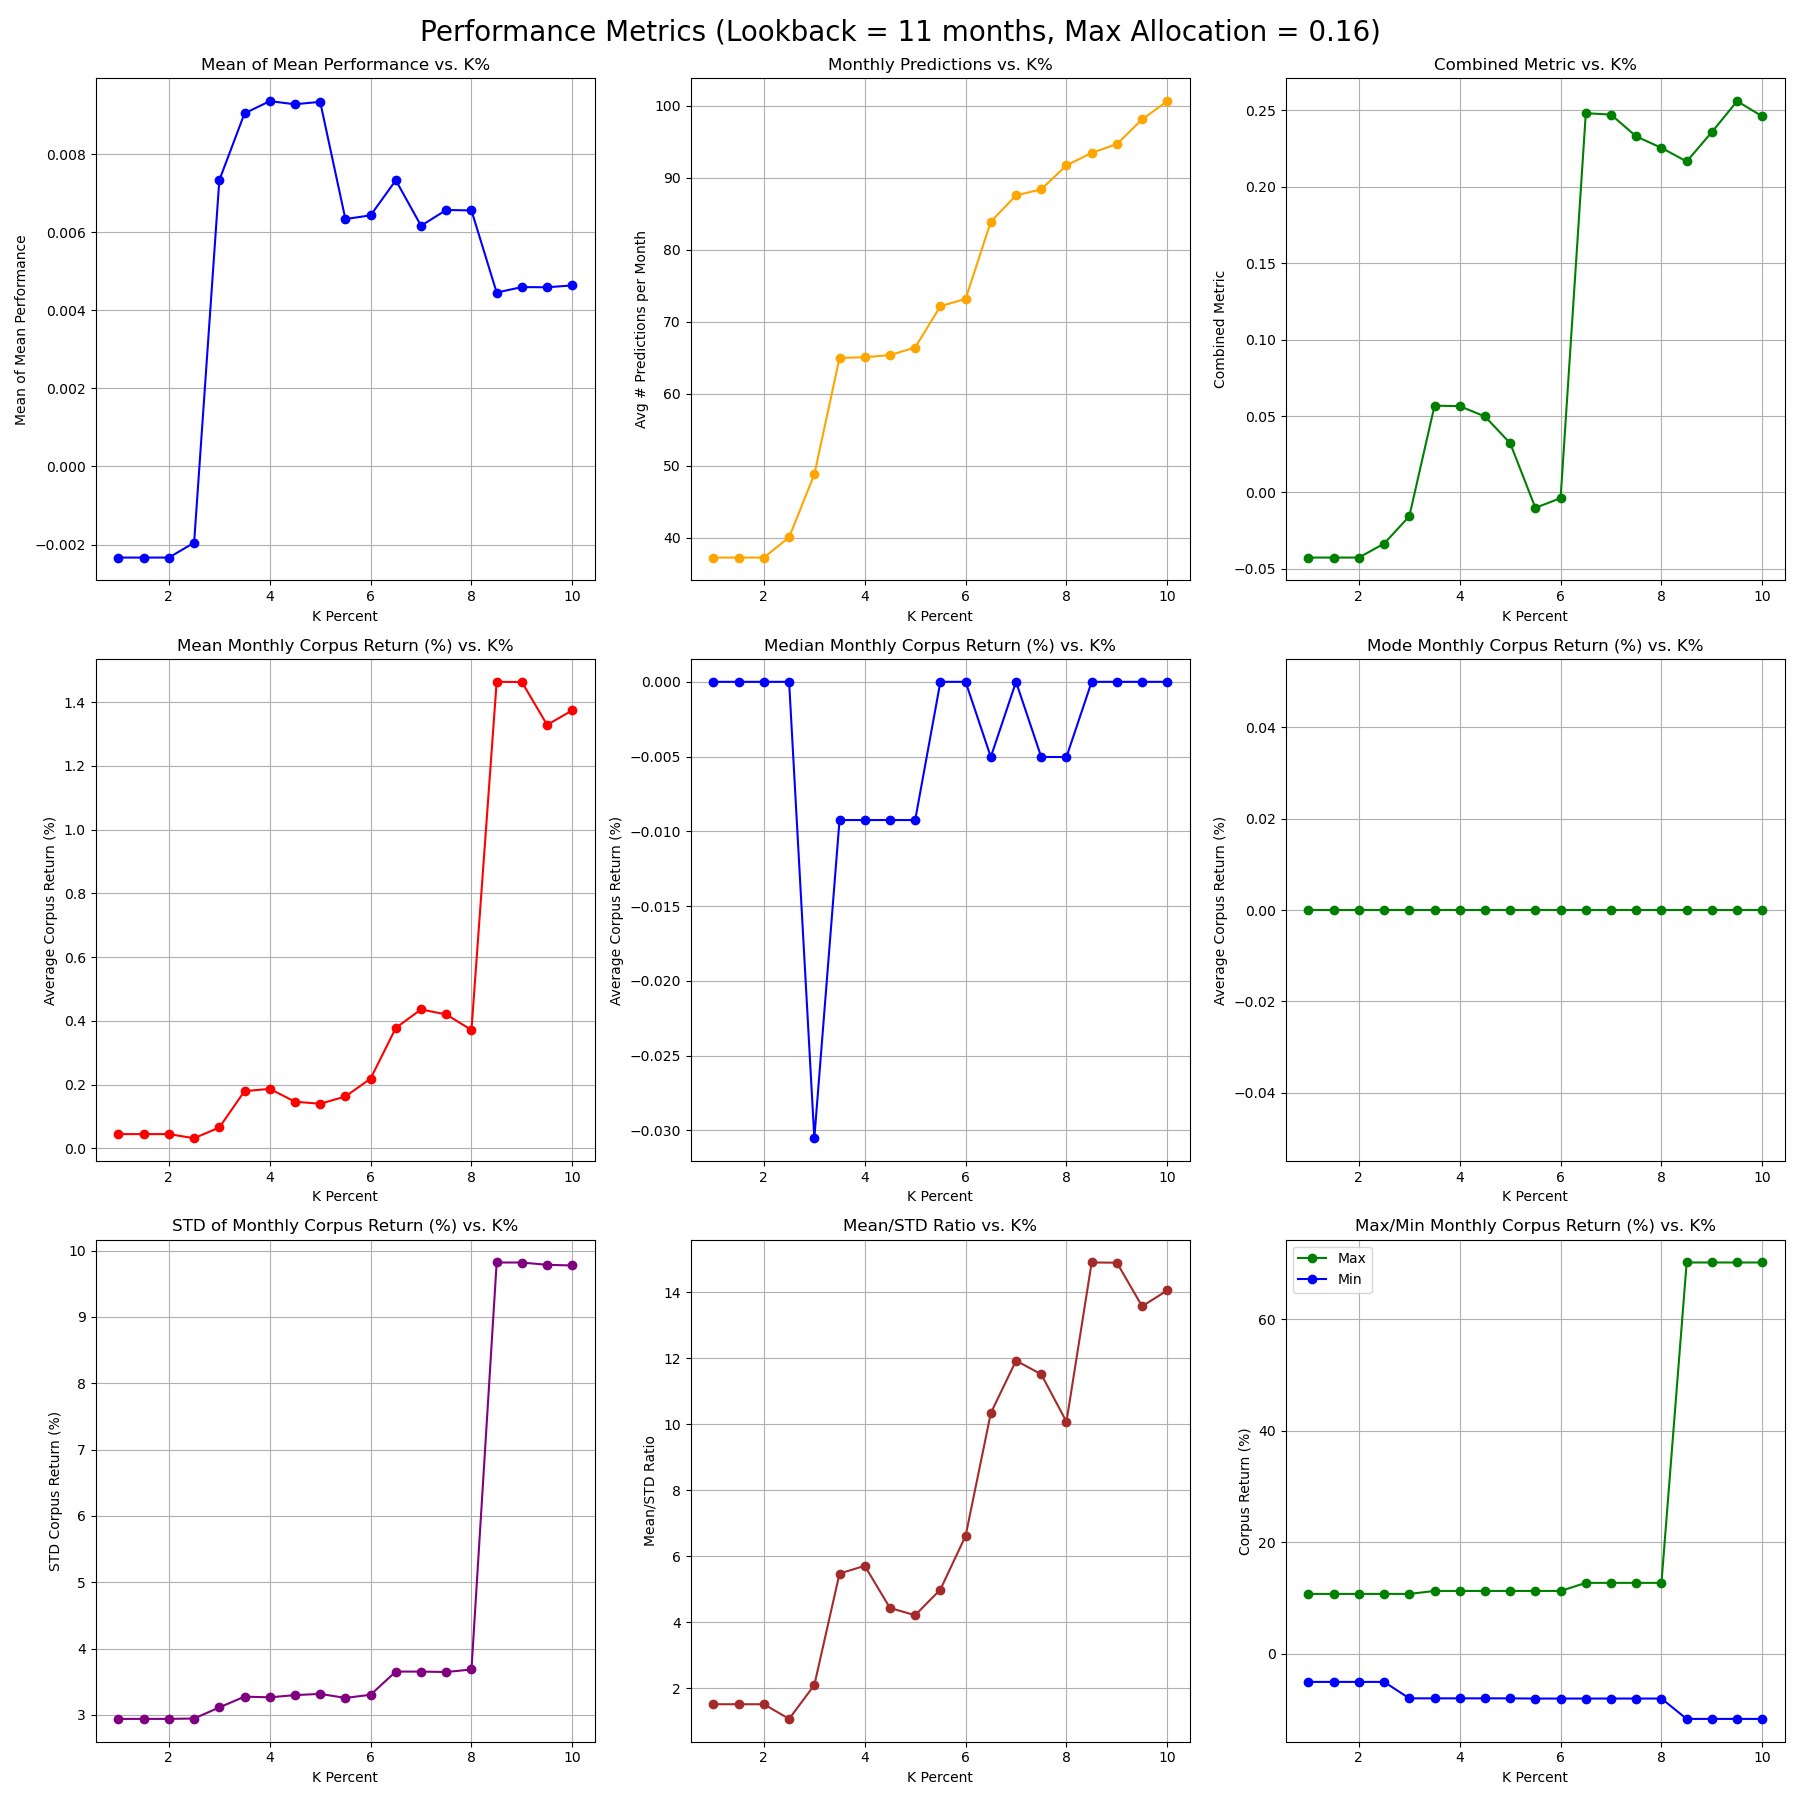 Performance Metrics (Lookback = 11 months, Max Allocation = 0.16)
Mean of Mean Performance vs. K%
Mean of Mean Performance
0.008
0.006
0.004
0.002
0.000
−0.002
2 4 6 8 10
K Percent
Monthly Predictions vs. K%
Avg # Predictions per Month
100
90
80
70
60
50
40
2 4 6 8 10
K Percent
Combined Metric vs. K%
Combined Metric
0.25
0.20
0.15
0.10
0.05
0.00
−0.05
2 4 6 8 10
K Percent
Mean Monthly Corpus Return (%) vs. K%
Average Corpus Return (%)
1.4
1.2
1.0
0.8
0.6
0.4
0.2
0.0
2 4 6 8 10
K Percent
Median Monthly Corpus Return (%) vs. K%
Average Corpus Return (%)
0.000
−0.005
−0.010
−0.015
−0.020
−0.025
−0.030
2 4 6 8 10
K Percent
Mode Monthly Corpus Return (%) vs. K%
Average Corpus Return (%)
0.04
0.02
0.00
−0.02
−0.04
2 4 6 8 10
K Percent
STD of Monthly Corpus Return (%) vs. K%
STD Corpus Return (%)
10
9
8
7
6
5
4
3
2 4 6 8 10
K Percent
Mean/STD Ratio vs. K%
Mean/STD Ratio
14
12
10
8
6
4
2
2 4 6 8 10
K Percent
Max/Min Monthly Corpus Return (%) vs. K%
Max
Min
Corpus Return (%)
60
40
20
0
2 4 6 8 10
K Percent